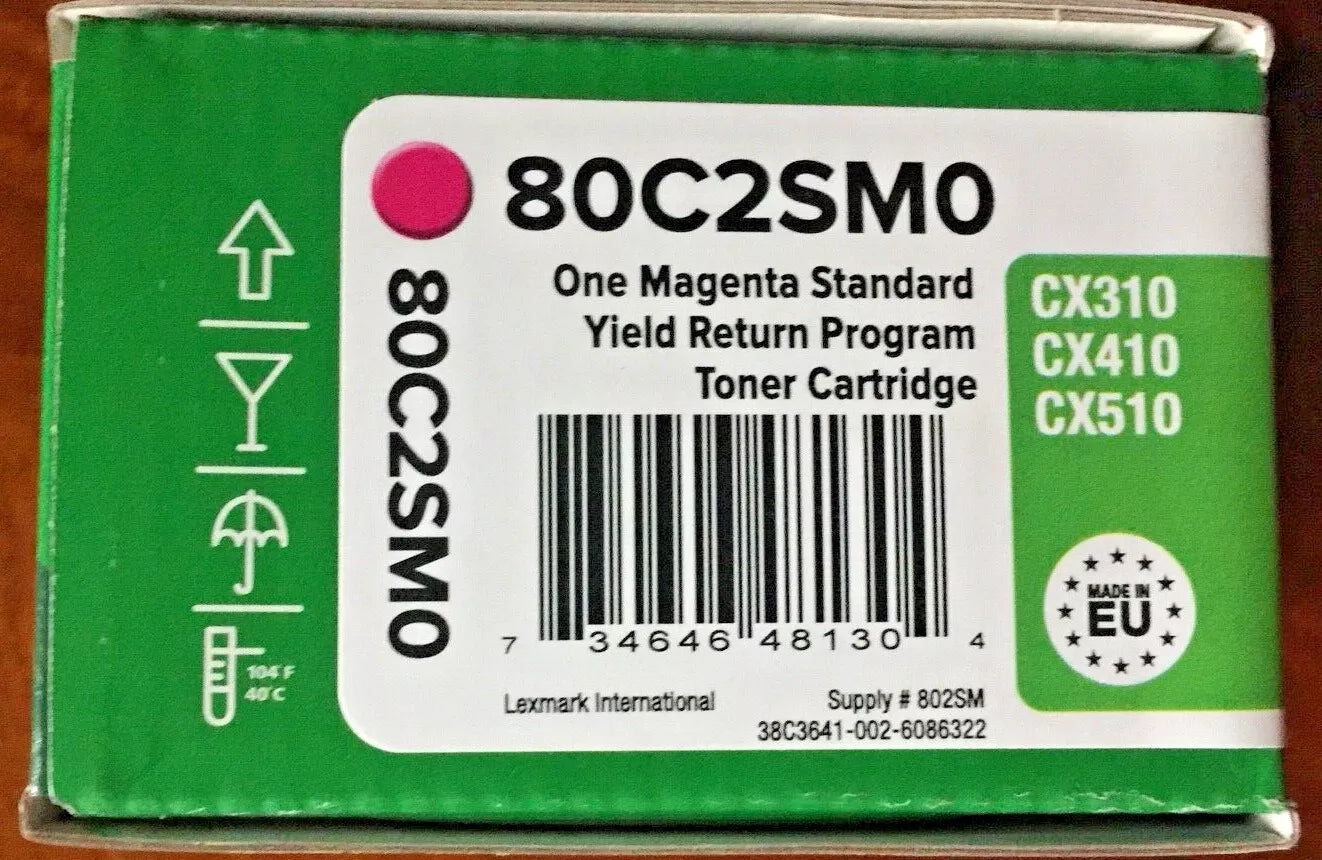 80C2SM0
80C2SM0
One Magenta Standard
Yield Return Program
Toner Cartridge
CX310
CX410
CX510
MADE IN
EU
104°F
40°C
7 34646 48130 4
Lexmark International
Supply # 802SM
38C3641-002-6086322